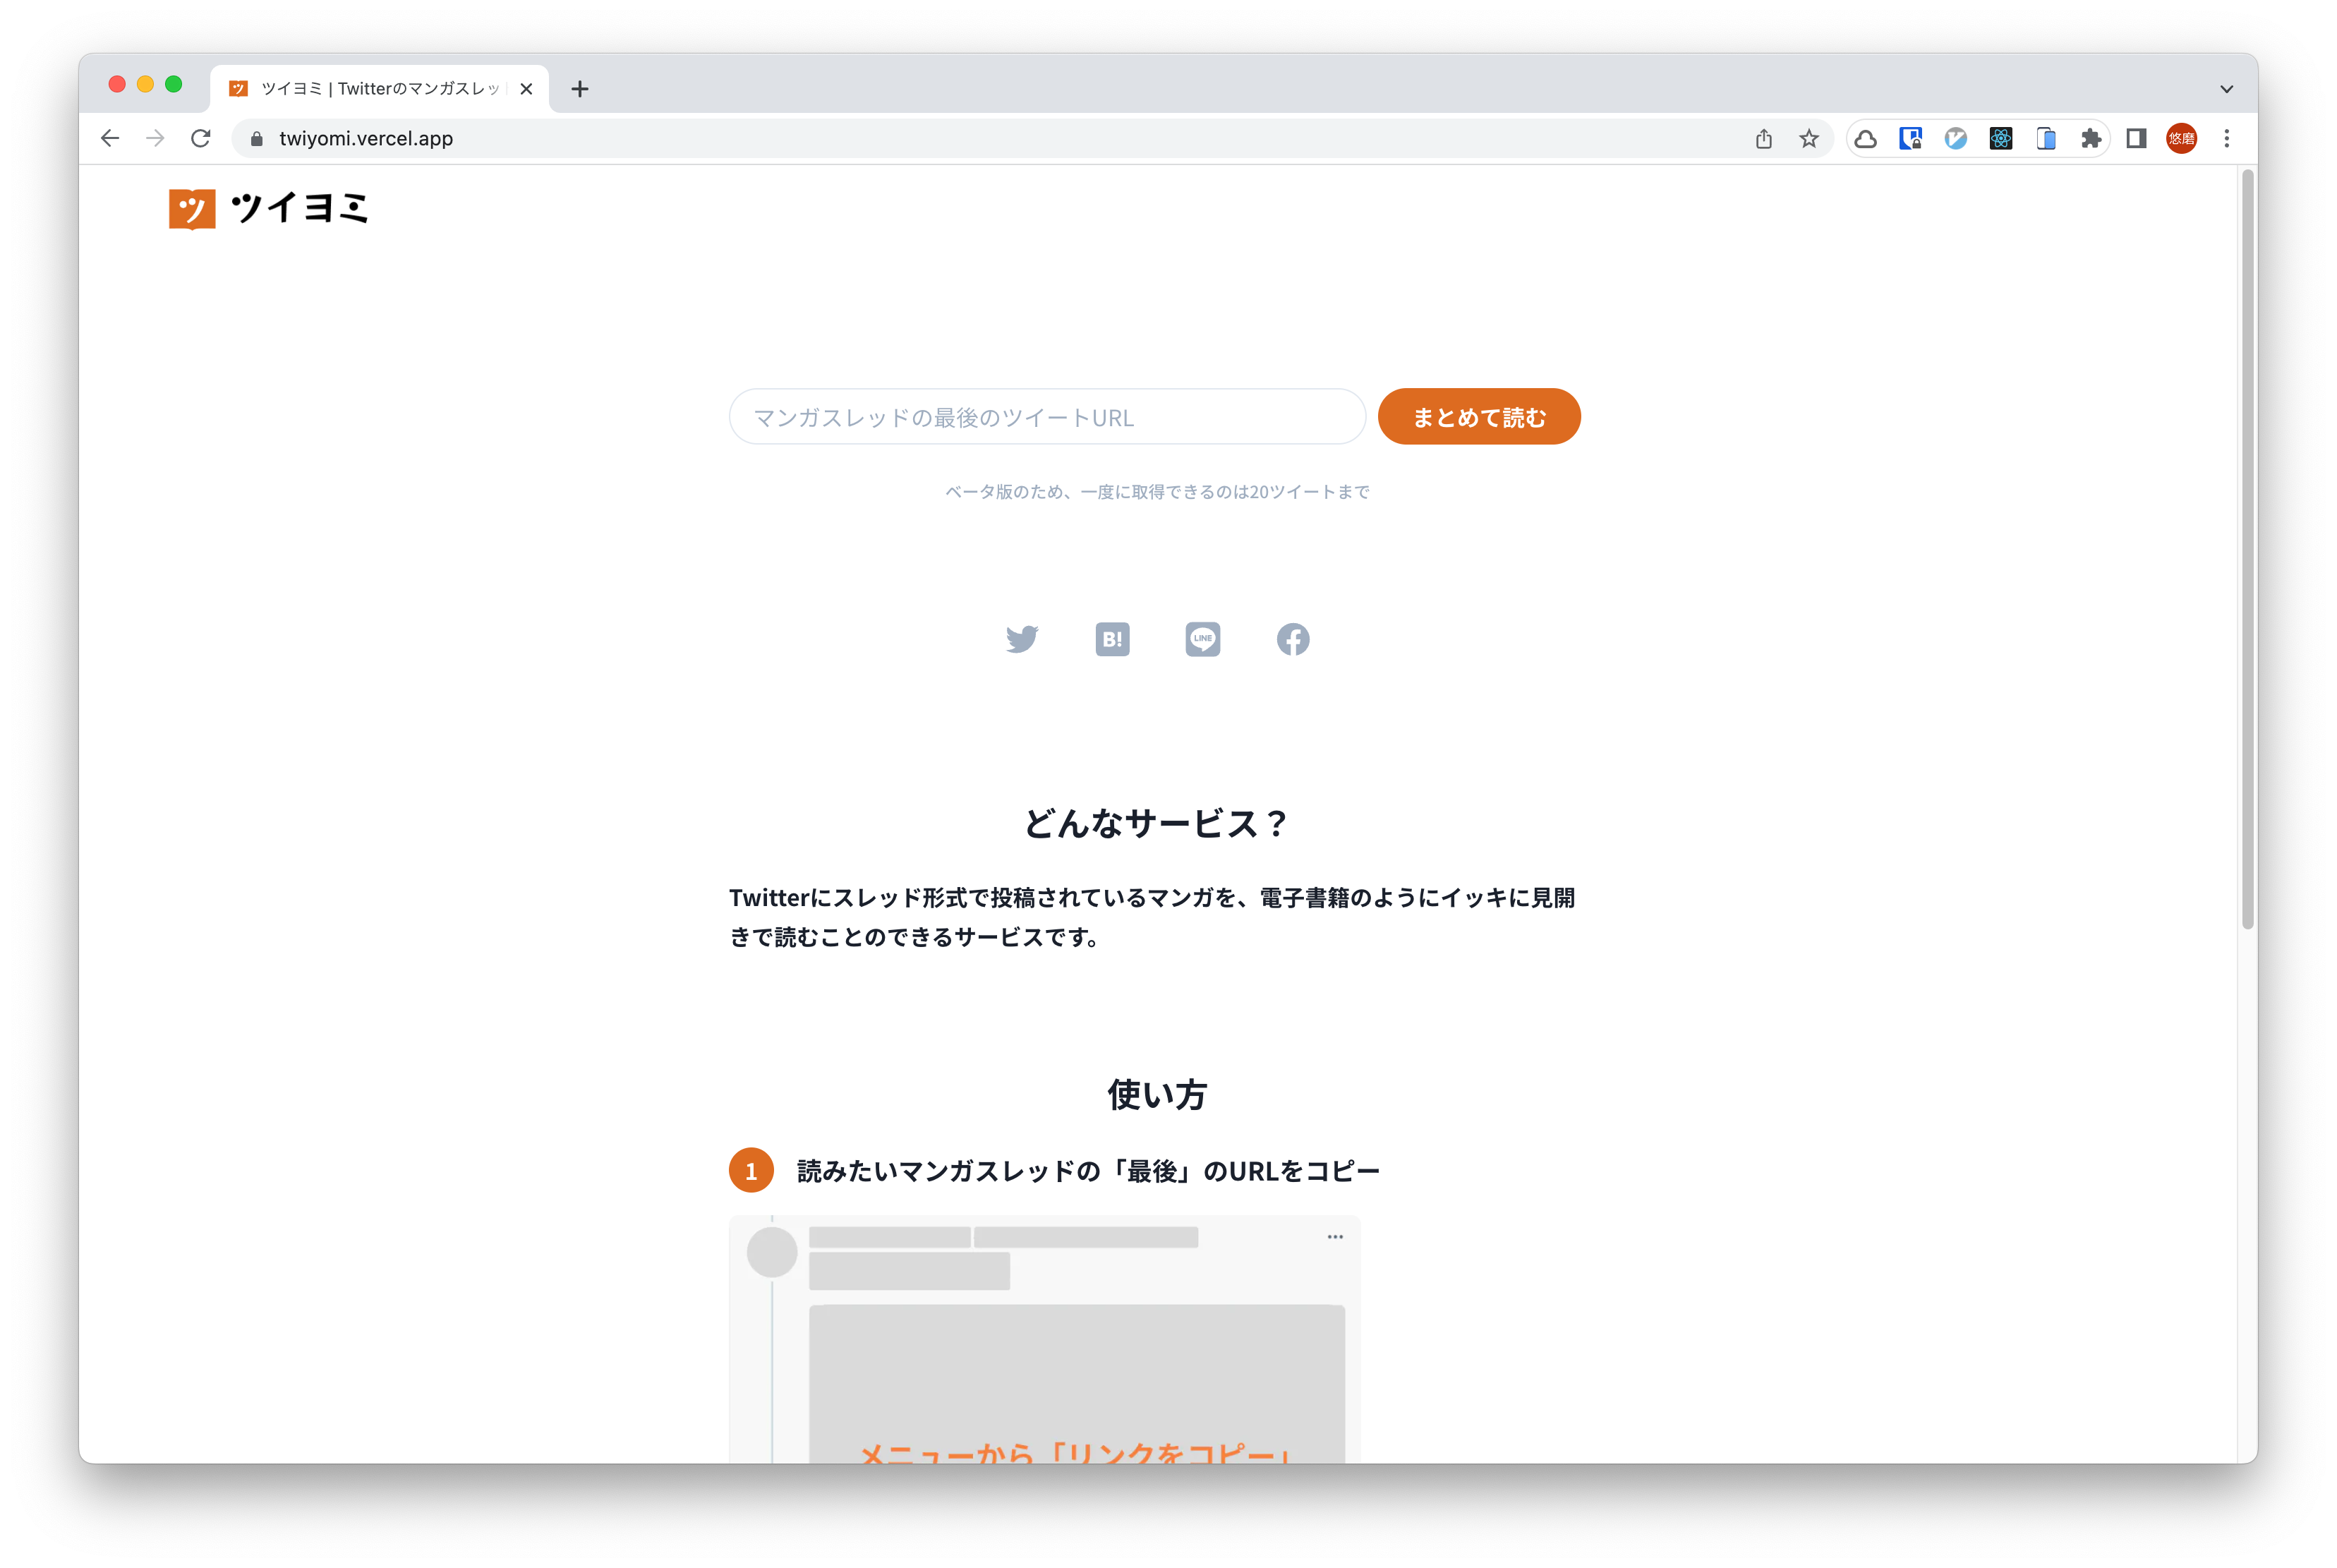 ツイヨミ | Twitterのマンガスレッ
twiyomi.vercel.app
悠磨
ツ ツイヨミ
マンガスレッドの最後のツイートURL
まとめて読む
ベータ版のため、一度に取得できるのは20ツイートまで
B!
LINE
どんなサービス？
Twitterにスレッド形式で投稿されているマンガを、電子書籍のようにイッキに見開
きで読むことのできるサービスです。
使い方
1 読みたいマンガスレッドの「最後」のURLをコピー
メニューから「リンクをコピー」